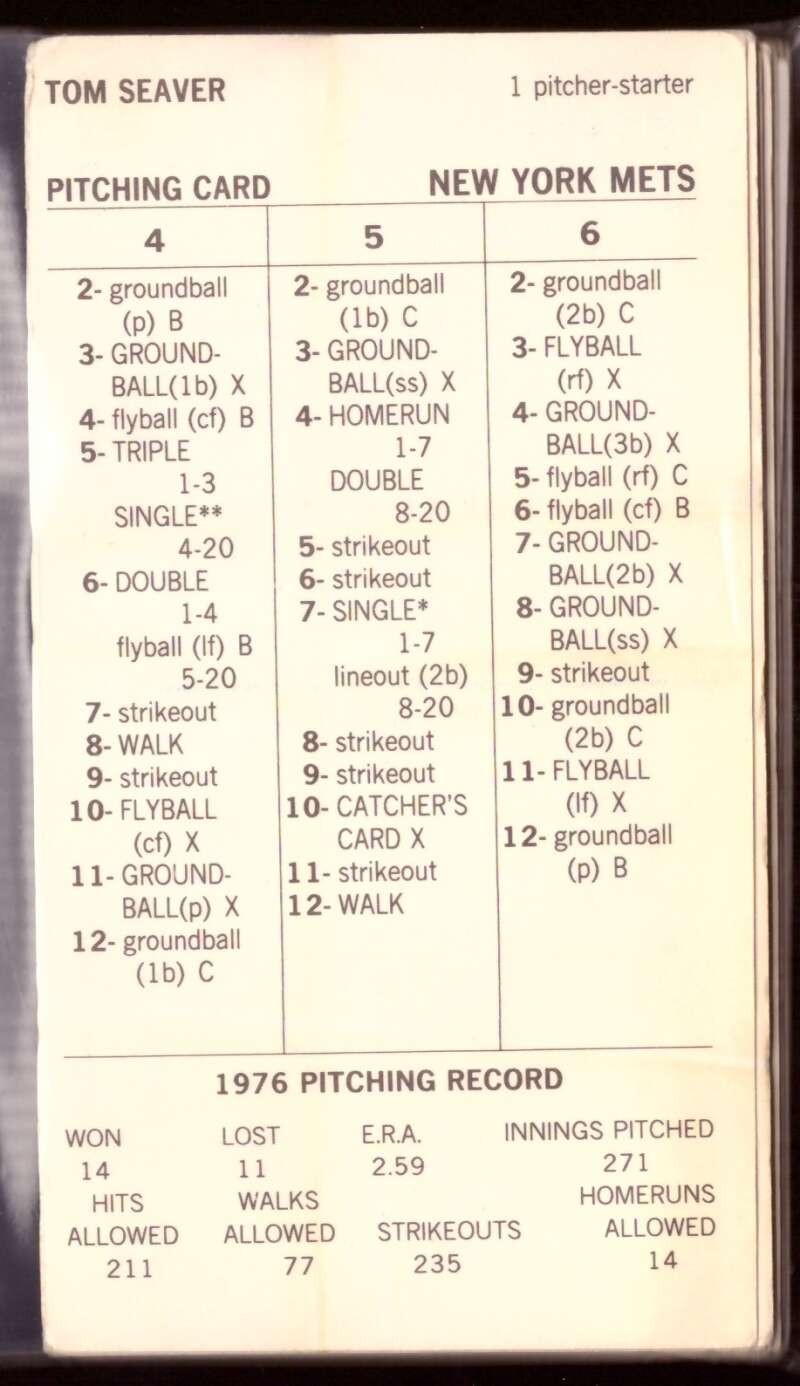 TOM SEAVER 1 pitcher-starter
PITCHING CARD NEW YORK METS
4
2- groundball
(p) B
3- GROUND-
BALL(1b) X
4- flyball (cf) B
5- TRIPLE
1-3
SINGLE**
4-20
6- DOUBLE
1-4
flyball (lf) B
5-20
7- strikeout
8- WALK
9- strikeout
10- FLYBALL
(cf) X
11- GROUND-
BALL(p) X
12- groundball
(1b) C
5
2- groundball
(1b) C
3- GROUND-
BALL(ss) X
4- HOMERUN
1-7
DOUBLE
8-20
5- strikeout
6- strikeout
7- SINGLE*
1-7
lineout (2b)
8-20
8- strikeout
9- strikeout
10- CATCHER'S
CARD X
11- strikeout
12- WALK
6
2- groundball
(2b) C
3- FLYBALL
(rf) X
4- GROUND-
BALL(3b) X
5- flyball (rf) C
6- flyball (cf) B
7- GROUND-
BALL(2b) X
8- GROUND-
BALL(ss) X
9- strikeout
10- groundball
(2b) C
11- FLYBALL
(lf) X
12- groundball
(p) B
1976 PITCHING RECORD
WON LOST E.R.A. INNINGS PITCHED
14 11 2.59 271
HITS WALKS HOMERUNS
ALLOWED ALLOWED STRIKEOUTS ALLOWED
211 77 235 14